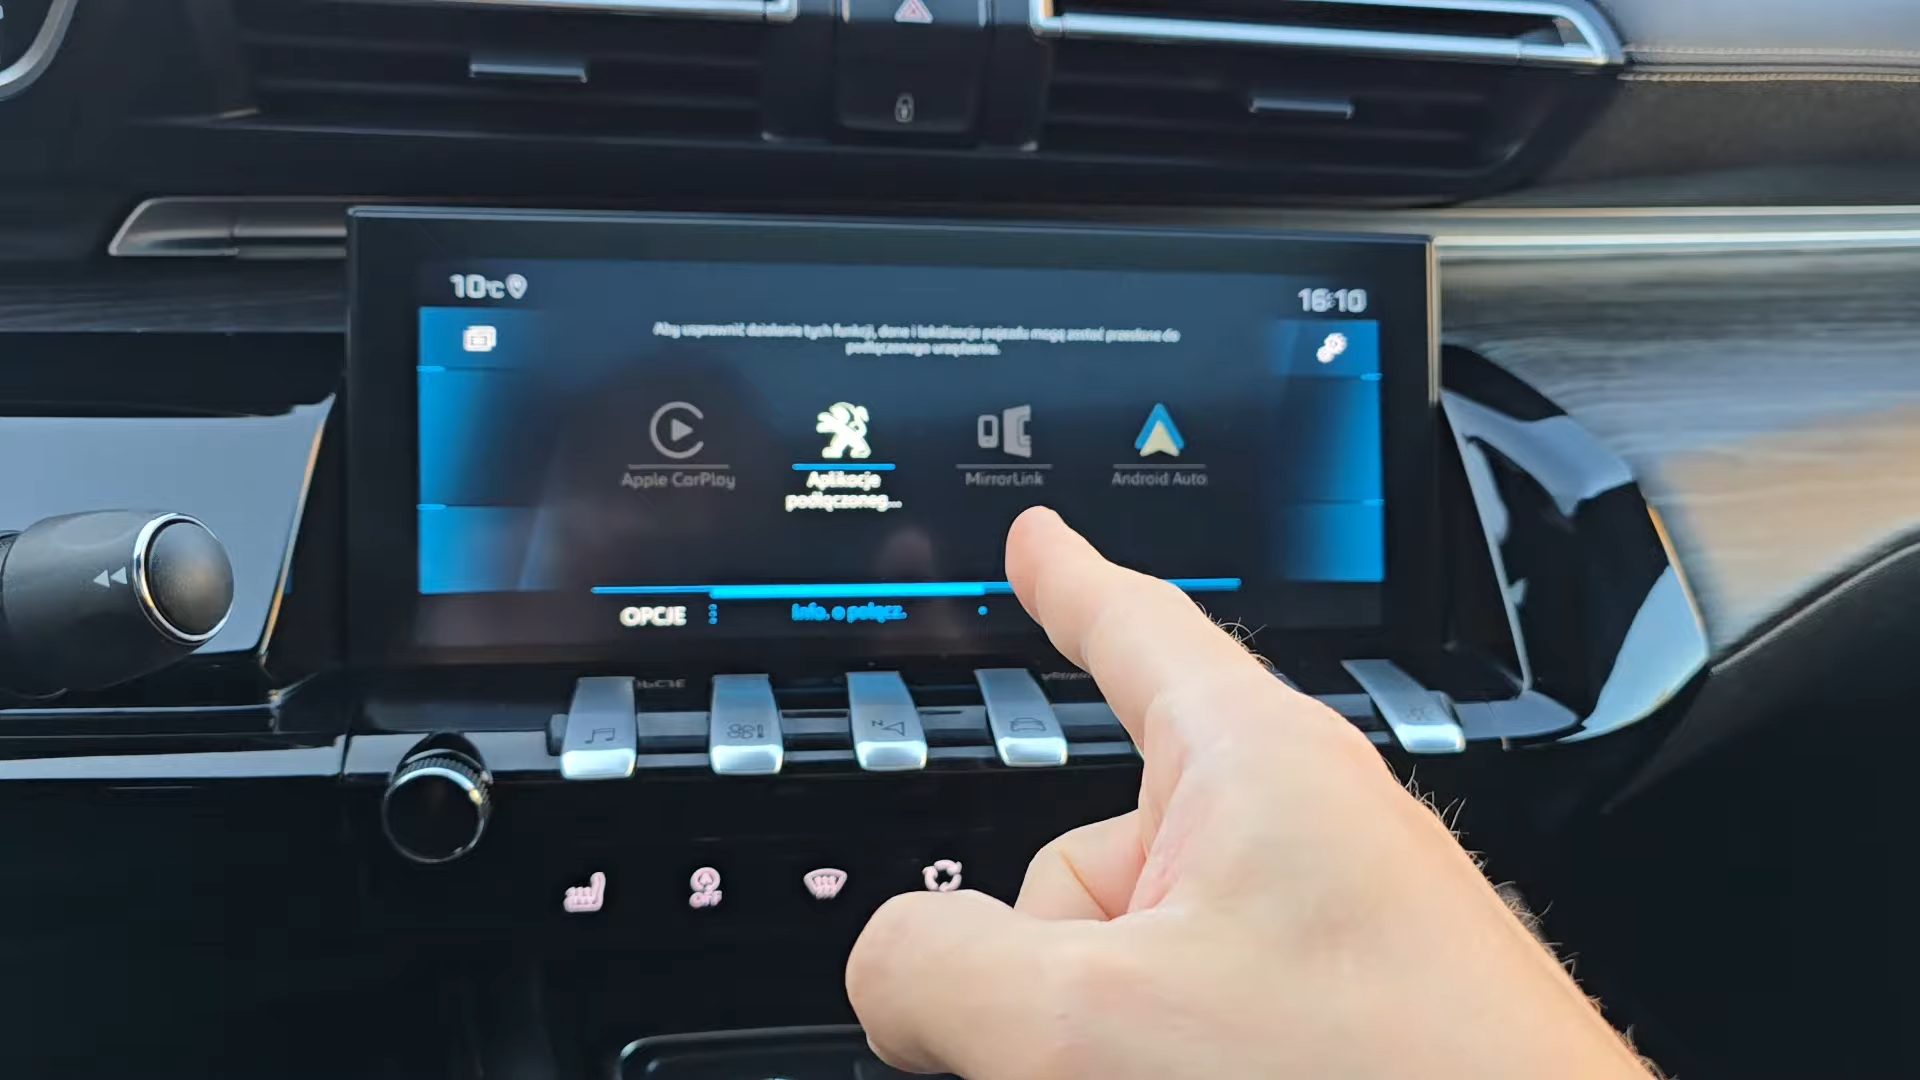 10°C
16:10
Aby usprawnić działanie tych funkcji, dane i lokalizacja pojazdu mogą zostać przesłane do
podłączonego urządzenia.
Apple CarPlay
Aplikacje
podłączoneg...
MirrorLink
Android Auto
OPCJE
Info. o połącz.
OFF